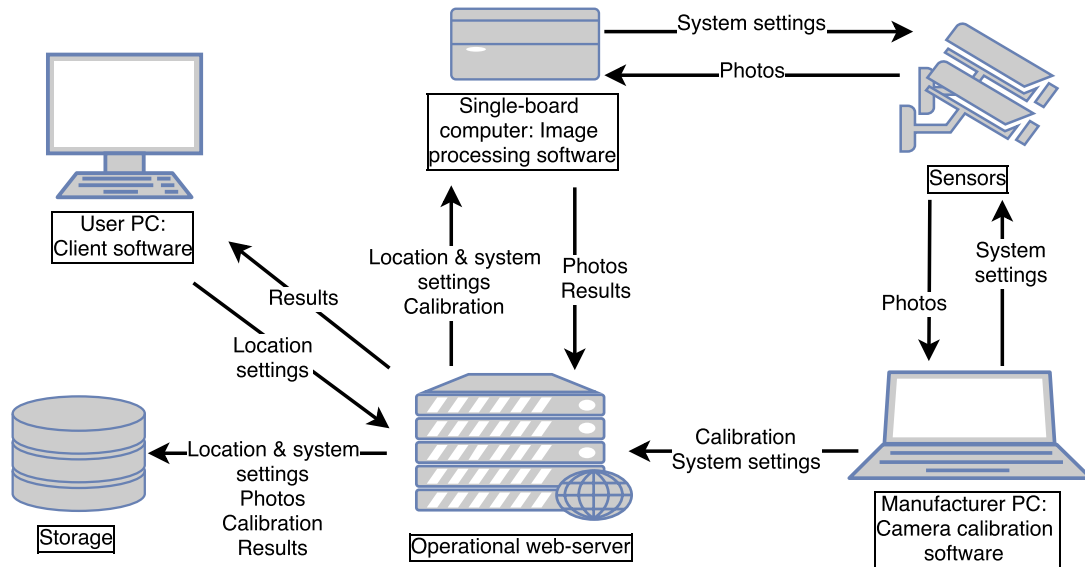 System settings
Photos
Single-board
computer: Image
processing software
Sensors
User PC:
Client software
Location & system
settings
Calibration
Photos
Results
System
settings
Photos
Results
Location
settings
Location & system
settings
Photos
Calibration
Results
Calibration
System settings
Storage
Operational web-server
Manufacturer PC:
Camera calibration
software